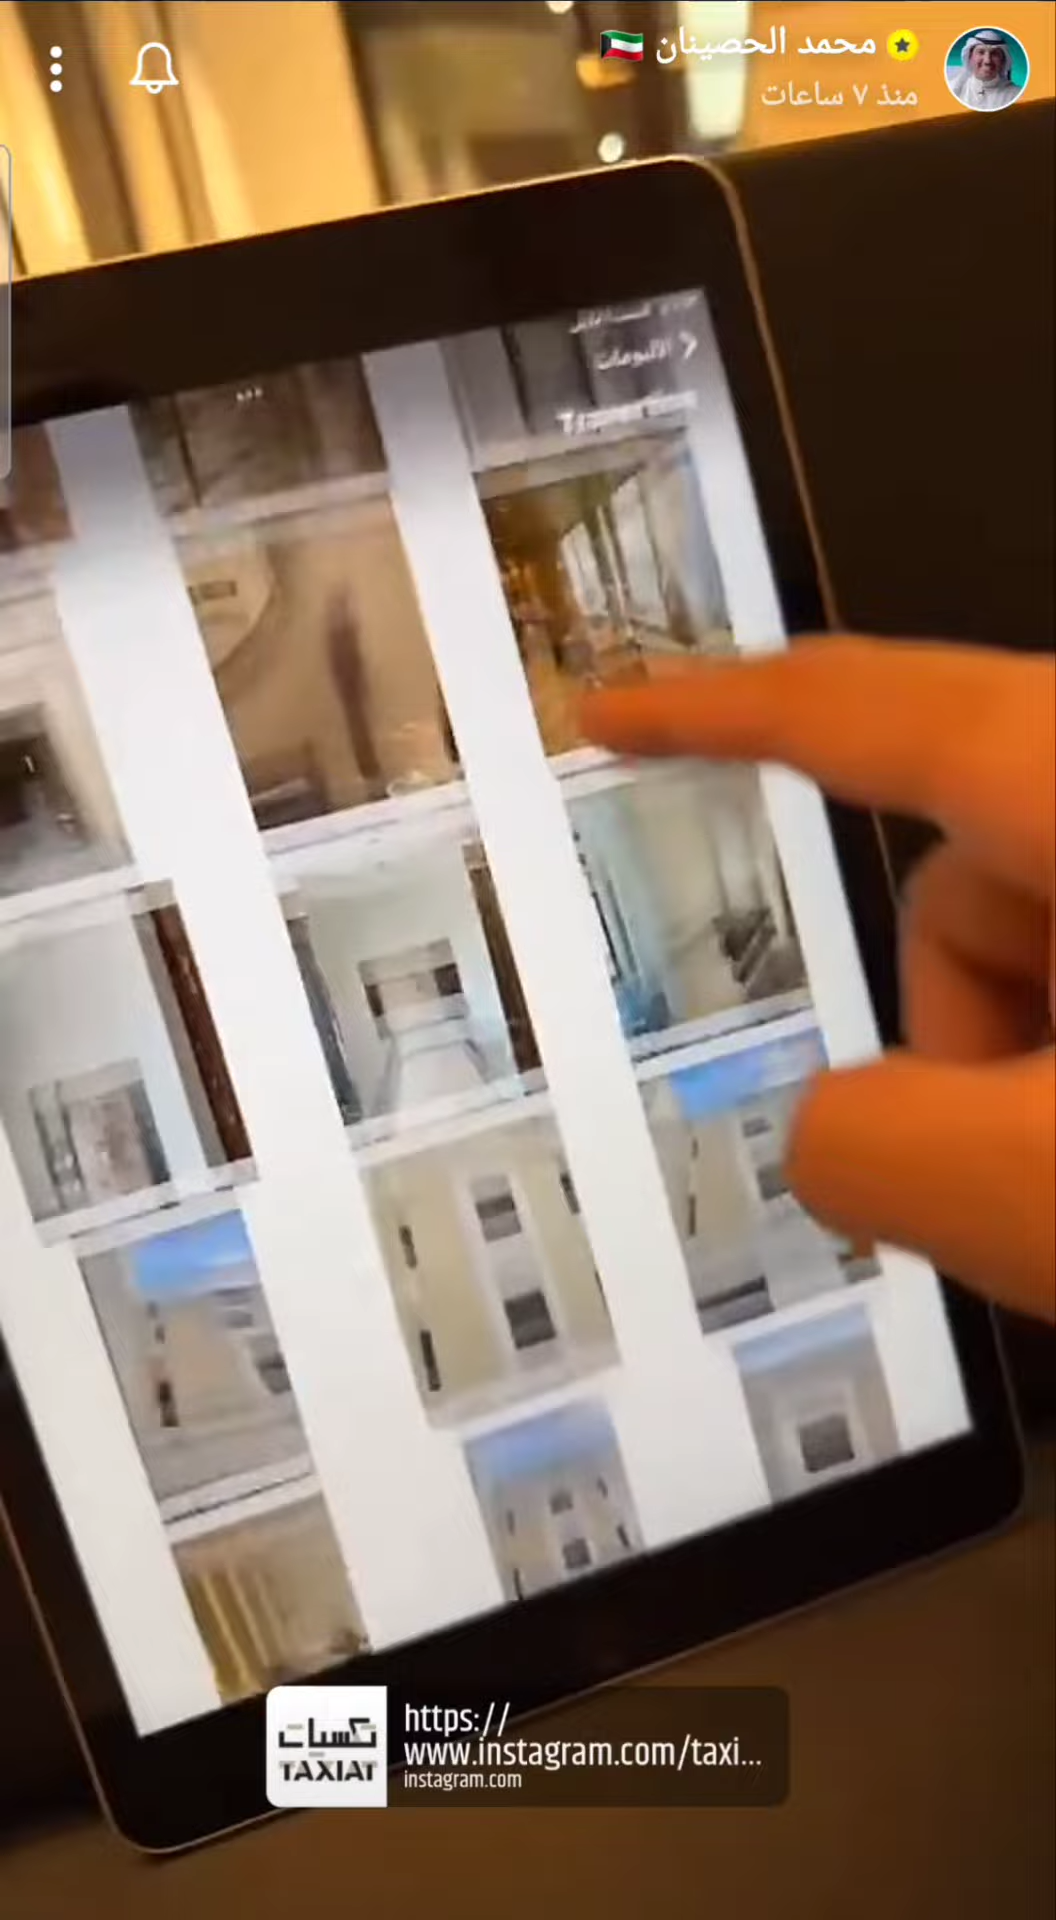 محمد الحصينان 🇰🇼
منذ ٧ ساعات
الألبومات
تكسيات
TAXIAT
https://
www.instagram.com/taxi...
instagram.com